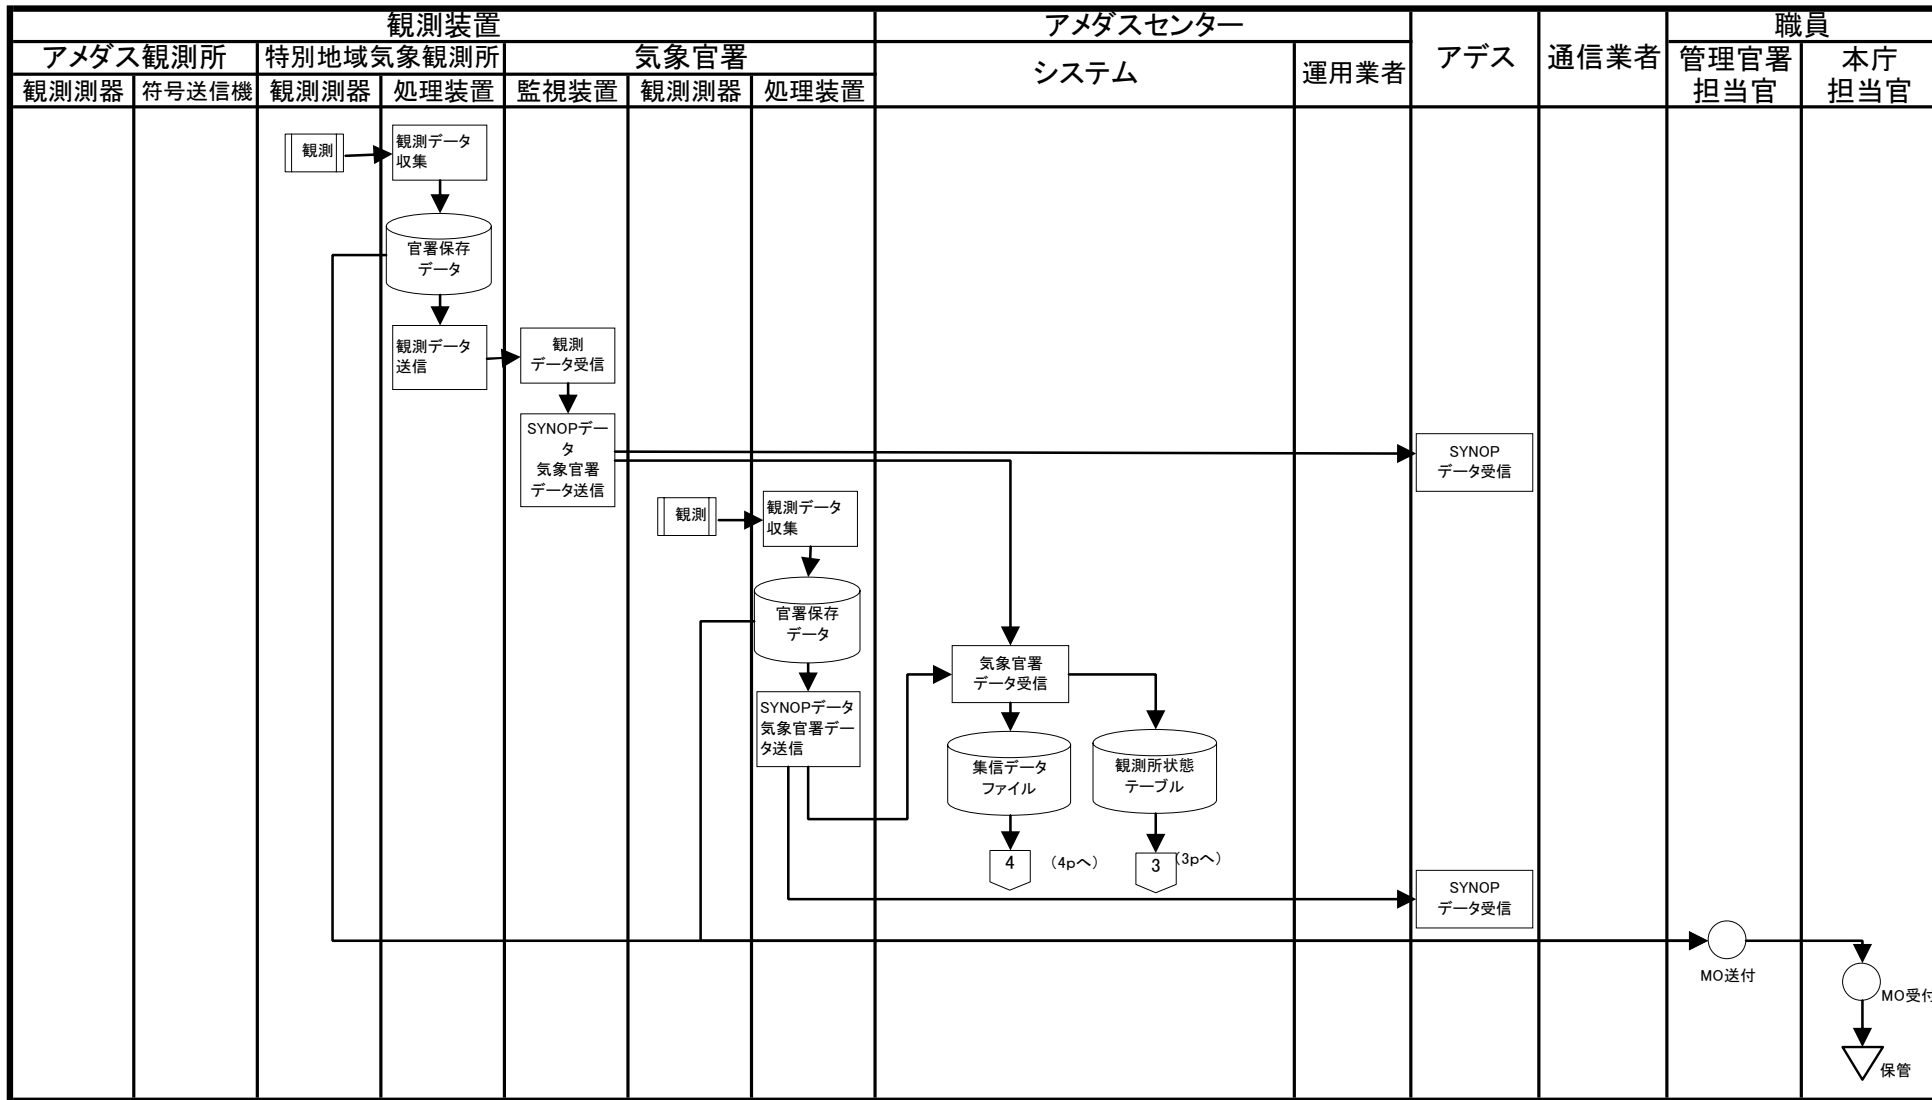 観測装置
アメダスセンター
アデス
通信業者
職員
アメダス観測所
特別地域気象観測所
気象官署
システム
運用業者
管理官署
担当官
本庁
担当官
観測測器
符号送信機
観測測器
処理装置
監視装置
観測測器
処理装置
観測
観測データ
収集
官署保存
データ
観測データ
送信
観測
データ受信
SYNOPデー
タ
気象官署
データ送信
SYNOP
データ受信
観測
観測データ
収集
官署保存
データ
SYNOPデータ
気象官署デー
タ送信
気象官署
データ受信
集信データ
ファイル
観測所状態
テーブル
4
(4pへ)
3
(3pへ)
SYNOP
データ受信
MO送付
MO受付
保管